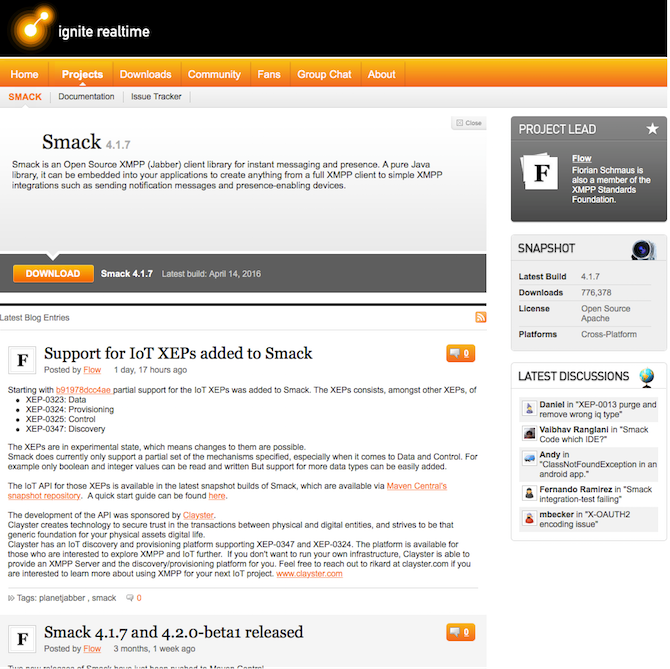 ignite realtime
Home Projects Downloads Community Fans Group Chat About
SMACK Documentation Issue Tracker
Close
Smack 4.1.7
Smack is an Open Source XMPP (Jabber) client library for instant messaging and presence. A pure Java
library, it can be embedded into your applications to create anything from a full XMPP client to simple XMPP
integrations such as sending notification messages and presence-enabling devices.
DOWNLOAD Smack 4.1.7 Latest build: April 14, 2016
Latest Blog Entries
F
Support for IoT XEPs added to Smack
0
Posted by Flow 1 day, 17 hours ago
Starting with b91978dcc4ae partial support for the IoT XEPs was added to Smack. The XEPs consists, amongst other XEPs, of
XEP-0323: Data
XEP-0324: Provisioning
XEP-0325: Control
XEP-0347: Discovery
The XEPs are in experimental state, which means changes to them are possible.
Smack does currently only support a partial set of the mechanisms specified, especially when it comes to Data and Control. For
example only boolean and integer values can be read and written But support for more data types can be easily added.
The IoT API for those XEPs is available in the latest snapshot builds of Smack, which are available via Maven Central's
snapshot repository. A quick start guide can be found here.
The development of the API was sponsored by Clayster.
Clayster creates technology to secure trust in the transactions between physical and digital entities, and strives to be that
generic foundation for your physical assets digital life.
Clayster has an IoT discovery and provisioning platform supporting XEP-0347 and XEP-0324. The platform is available for
those who are interested to explore XMPP and IoT further. If you don't want to run your own infrastructure, Clayster is able to
provide an XMPP Server and the discovery/provisioning platform for you. Feel free to reach out to rikard at clayster.com if you
are interested to learn more about using XMPP for your next IoT project. www.clayster.com
Tags: planetjabber , smack 0
F
Smack 4.1.7 and 4.2.0-beta1 released
0
Posted by Flow 3 months, 1 week ago
Two new releases of Smack have just been pushed to Maven Central
PROJECT LEAD
F
Flow
Florian Schmaus is
also a member of the
XMPP Standards
Foundation.
SNAPSHOT
Latest Build 4.1.7
Downloads 776,378
License Open Source
Apache
Platforms Cross-Platform
LATEST DISCUSSIONS
Daniel in "XEP-0013 purge and
remove wrong iq type"
Vaibhav Ranglani in "Smack
Code which IDE?"
Andy in
"ClassNotFoundException in an
android app."
Fernando Ramirez in "Smack
integration-test failing"
mbecker in "X-OAUTH2
encoding issue"